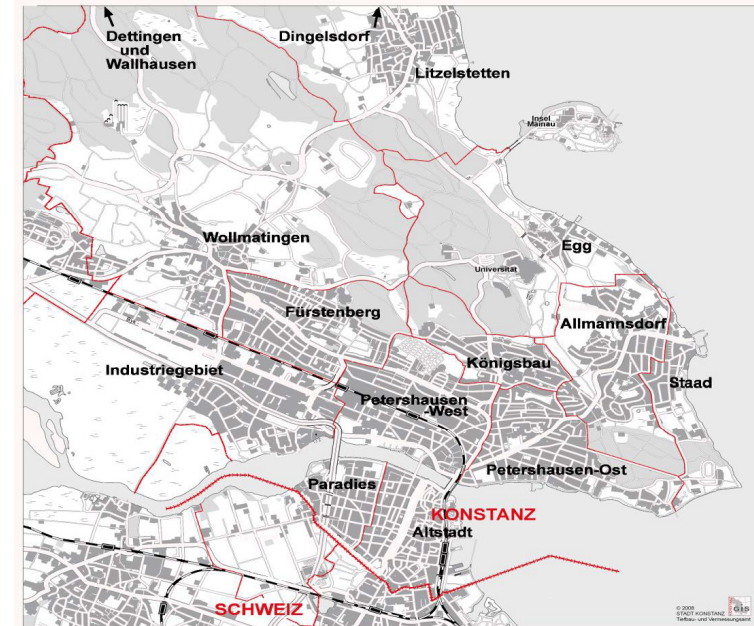 Dettingen
und
Wallhausen
Dingelsdorf
Litzelstetten
Insel
Mainau
Wollmatingen
Egg
Universität
Fürstenberg
Allmannsdorf
Königsbau
Industriegebiet
Staad
Petershausen
-West
Petershausen-Ost
Paradies
KONSTANZ
Altstadt
SCHWEIZ
© 2008
STADT KONSTANZ
Tiefbau- und Vermessungsamt
GIS